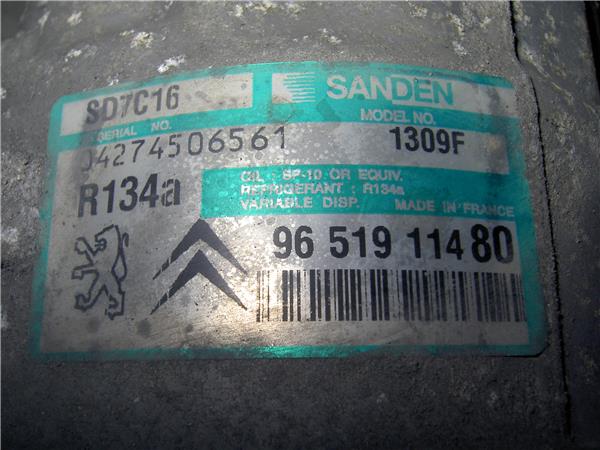 SD7C16
SANDEN
SERIAL NO.
MODEL NO.
04274506561
1309F
R134a
OIL : SP-10 OR EQUIV.
REFRIGERANT : R134a
VARIABLE DISP. MADE IN FRANCE
96 519 114 80